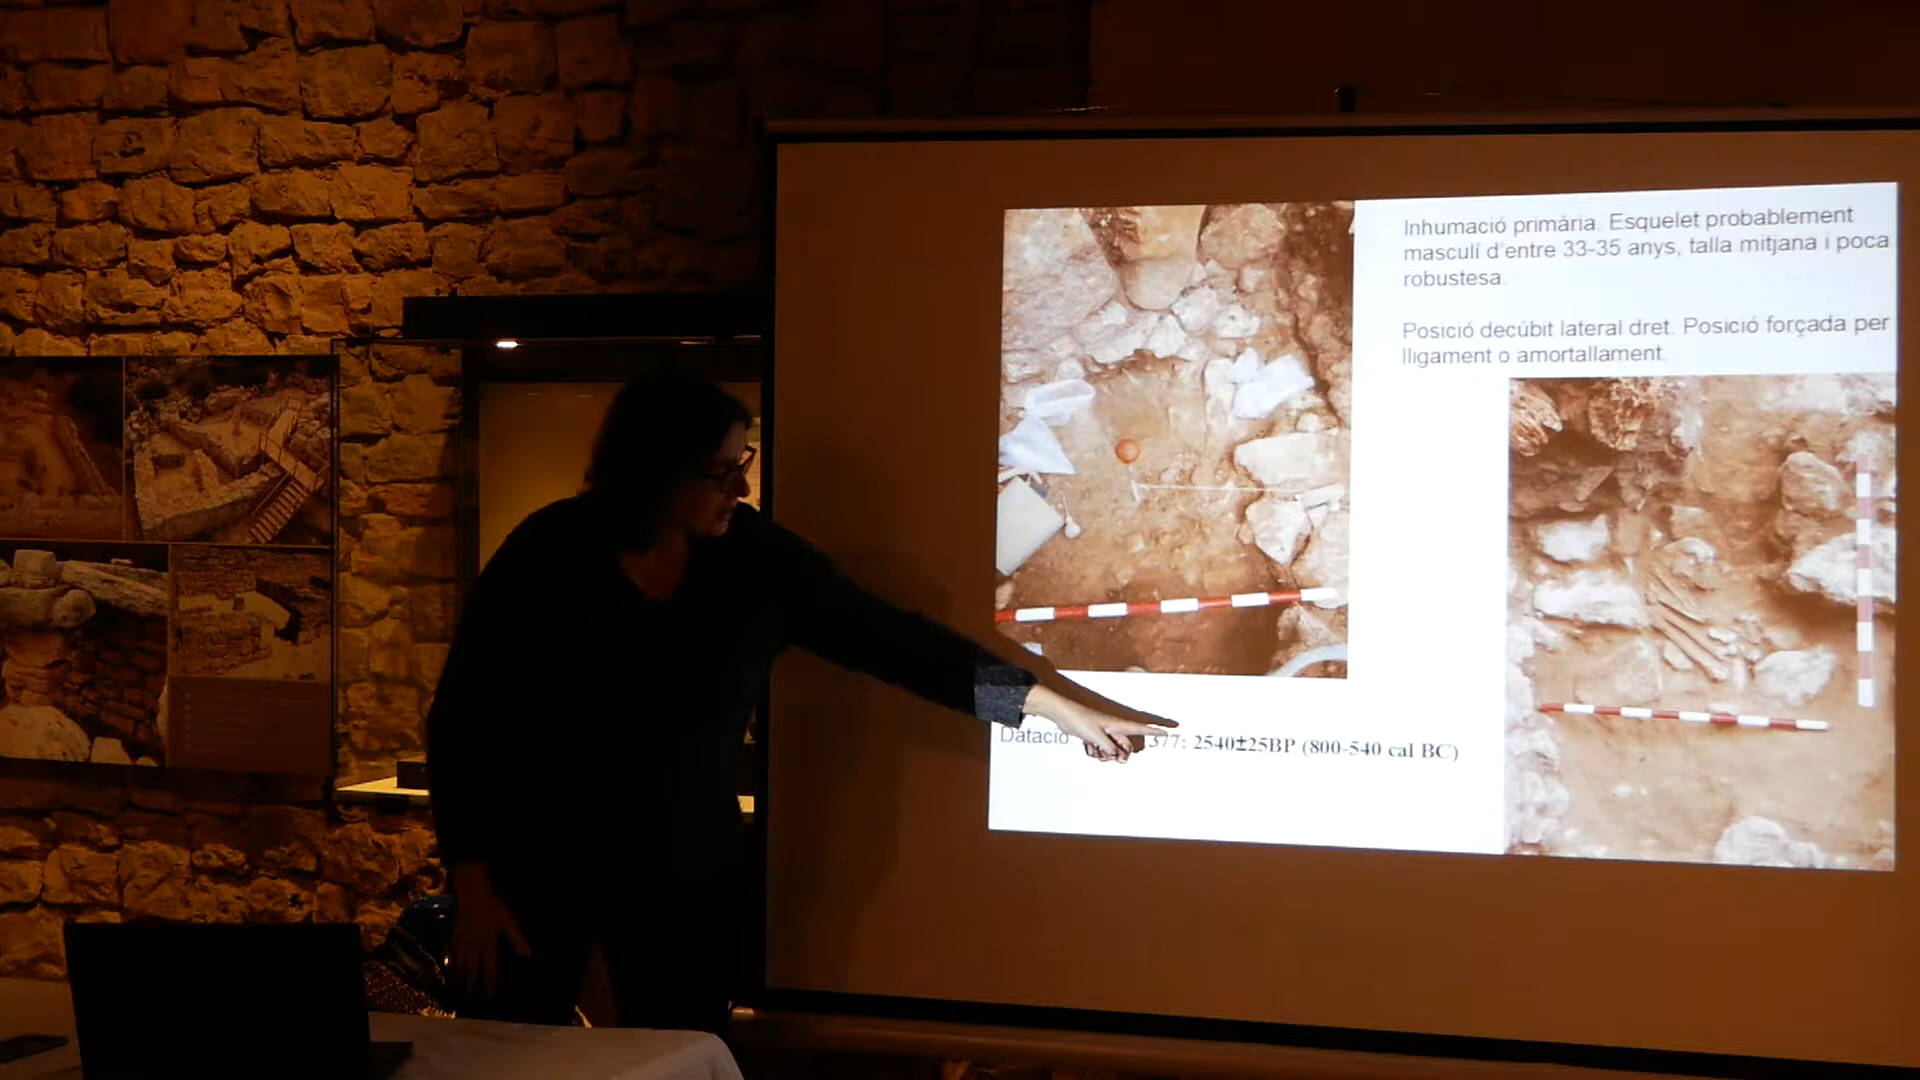 Inhumació primària. Esquelet probablement
masculí d'entre 33-35 anys, talla mitjana i poca
robustesa.
Posició decúbit lateral dret. Posició forçada per
lligament o amortallament.
Datació 377: 2540±25BP (800-540 cal BC)